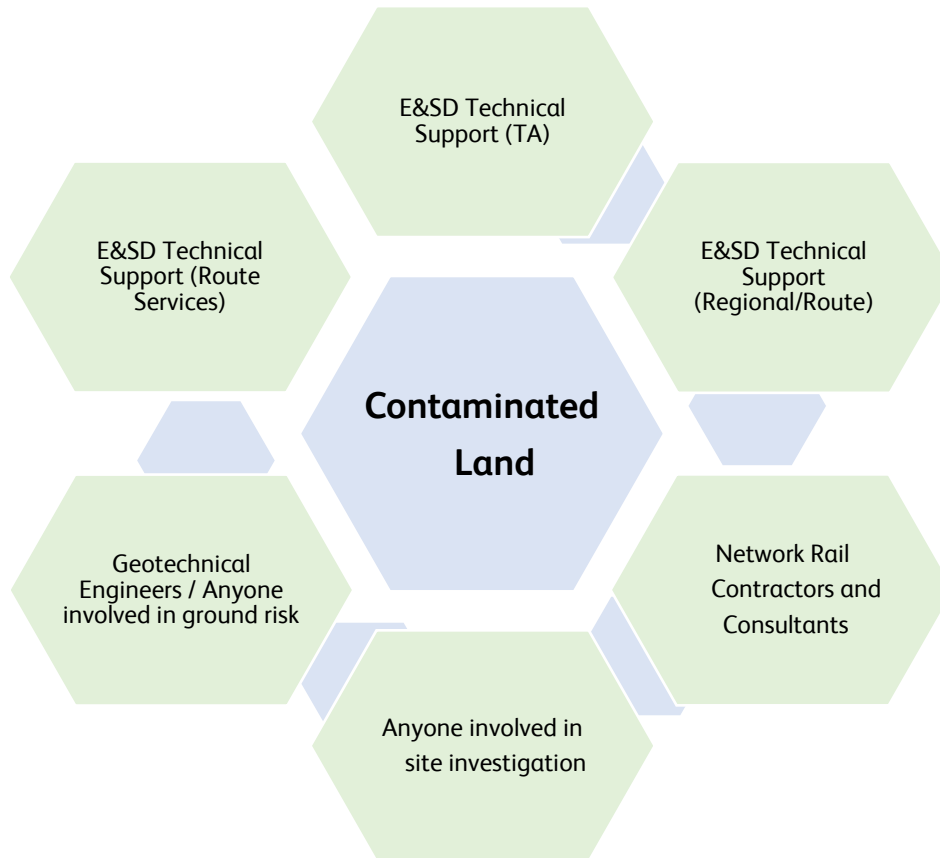 E&SD Technical
Support (TA)
E&SD Technical
Support (Route
Services)
E&SD Technical
Support
(Regional/Route)
Contaminated
Land
Geotechnical
Engineers / Anyone
involved in ground risk
Network Rail
Contractors and
Consultants
Anyone involved in
site investigation